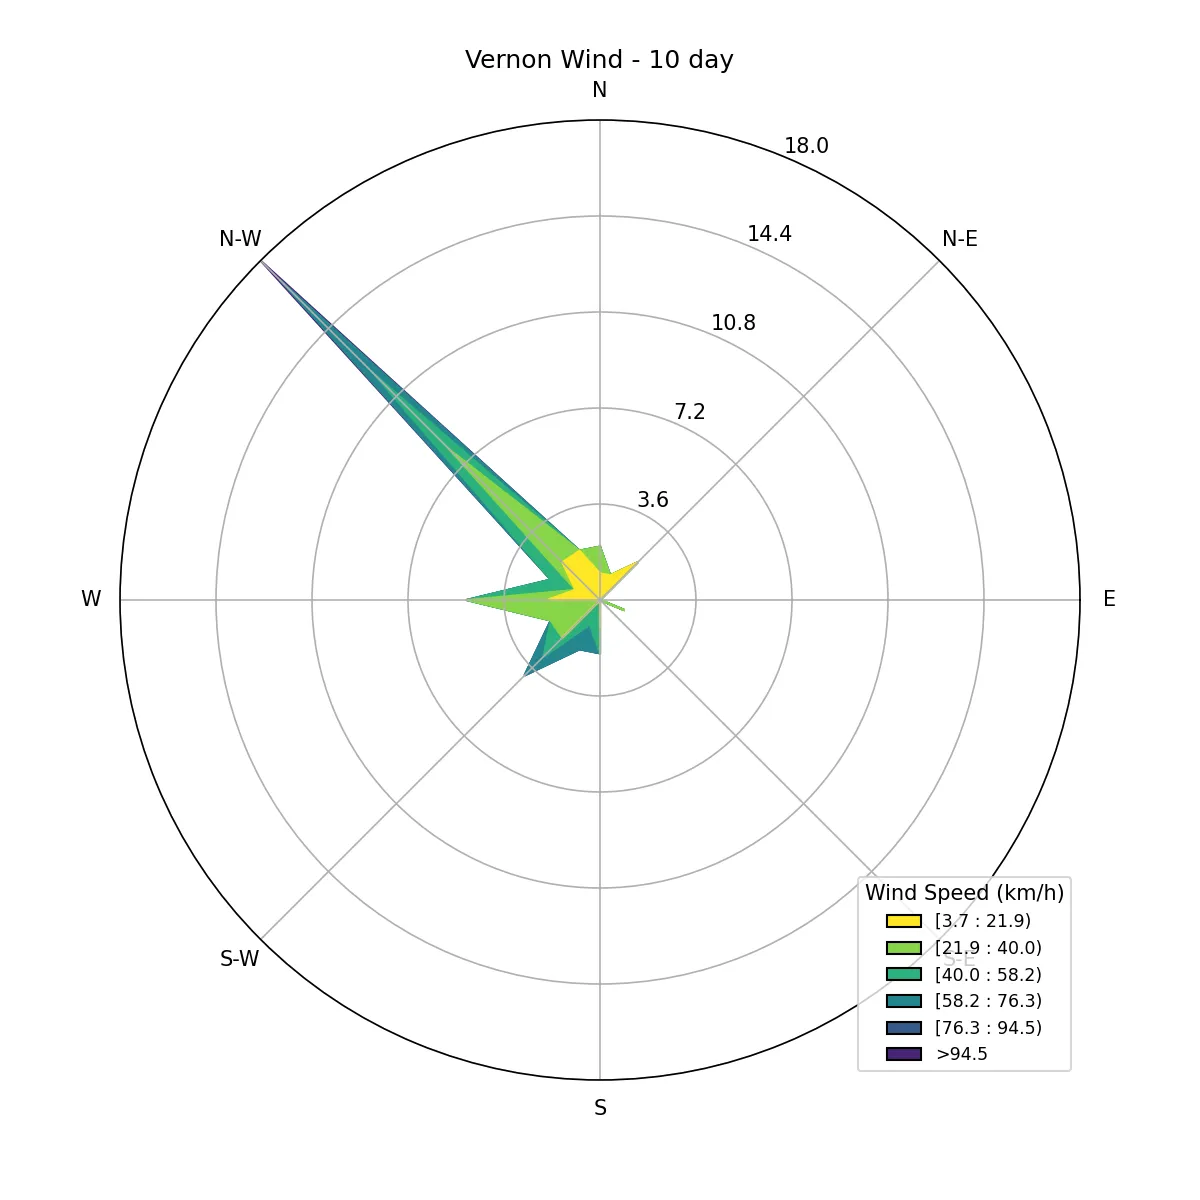 Vernon Wind - 10 day
N
18.0
N-W
N-E
14.4
10.8
7.2
3.6
W
E
S-W
S-E
S
Wind Speed (km/h)
[3.7 : 21.9)
[21.9 : 40.0)
[40.0 : 58.2)
[58.2 : 76.3)
[76.3 : 94.5)
>94.5